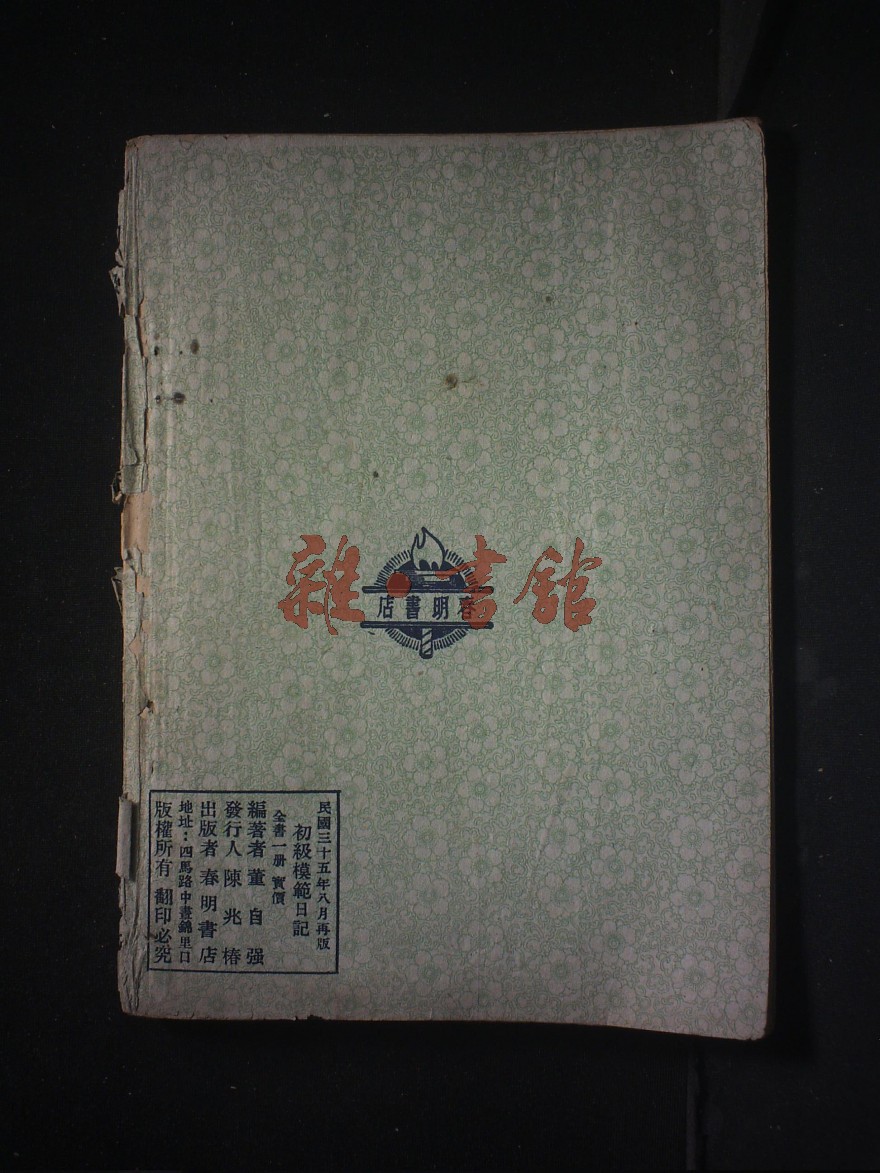 雜·書館
春明書店
民國三十五年八月再版
初級模範日記
全書一册 實價
編著者 董自强
發行人 陳兆椿
出版者 春明書店
地址：四馬路中晝錦里口
版權所有 翻印必究